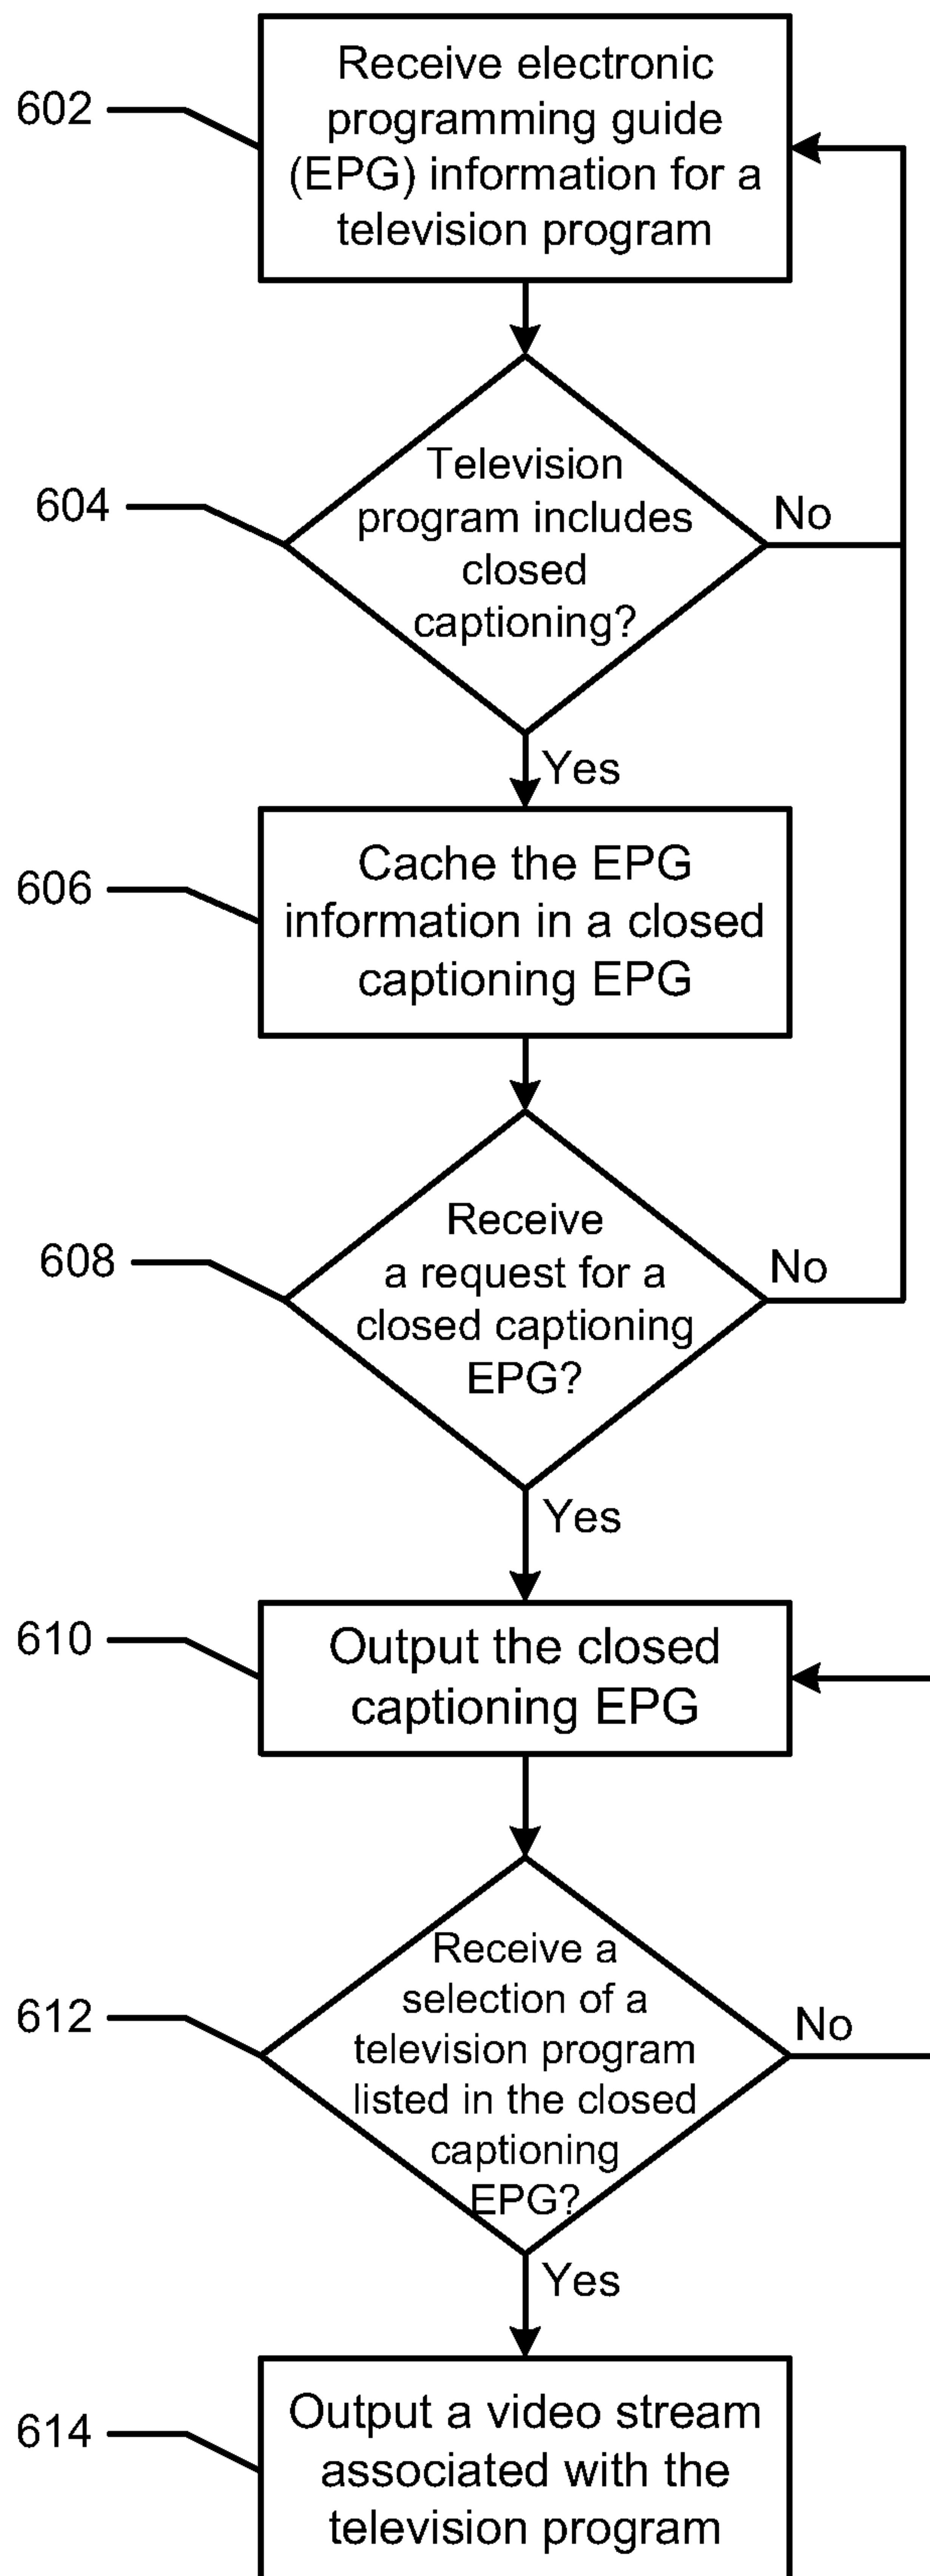 602
Receive electronic
programming guide
(EPG) information for a
television program
604
Television
program includes
closed
captioning?
No
Yes
606
Cache the EPG
information in a closed
captioning EPG
608
Receive
a request for a
closed captioning
EPG?
No
Yes
610
Output the closed
captioning EPG
612
Receive a
selection of a
television program
listed in the closed
captioning
EPG?
No
Yes
614
Output a video stream
associated with the
television program